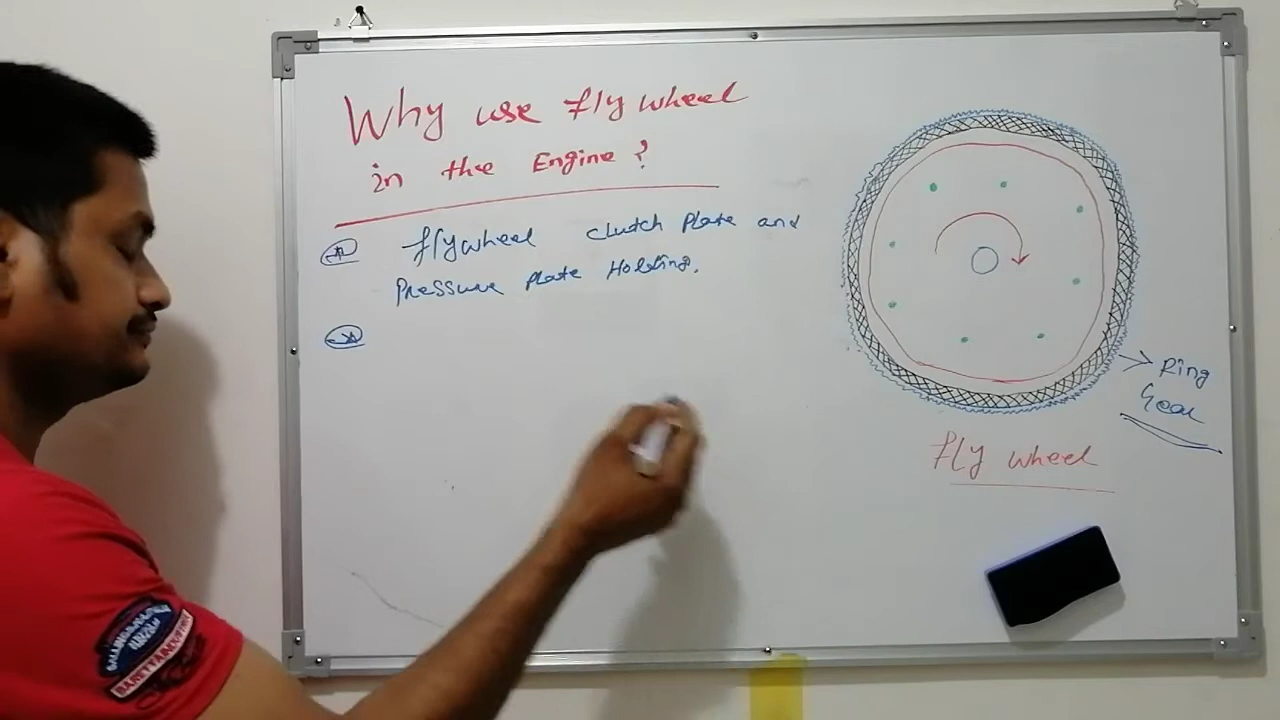 Why use fly wheel
in the Engine ?
flywheel clutch plate and
Pressure plate Holding.
Ring
Gear
fly wheel